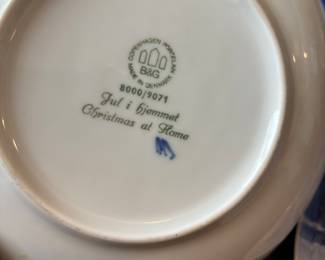 COPENHAGEN PORCELAIN
B&G
MADE IN DENMARK
8000/9071
Jul i hjemmet
Christmas at Home